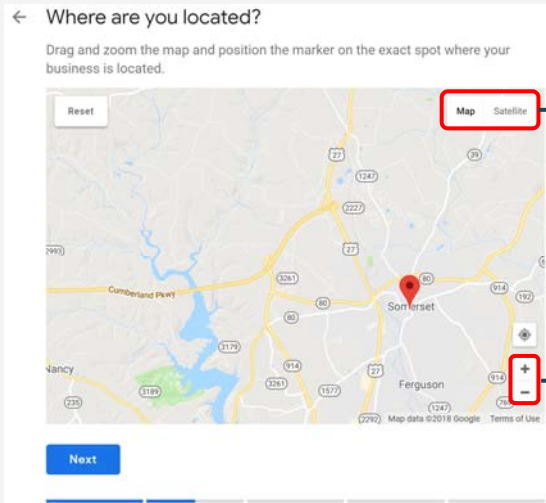 ← Where are you located?
Drag and zoom the map and position the marker on the exact spot where your
business is located.
Reset
Map Satellite
39
27
1247
2227
27
Cumberland Pkwy
3261
80
914
192
80
Somerset
80
3179
Nancy
914
27
914
+
3189
3261
1577
Ferguson
−
235
1247
2292
Map data ©2018 Google Terms of Use
Next